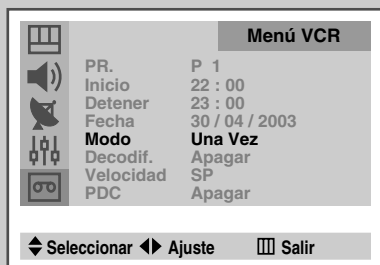 Menú VCR
PR. P 1
Inicio 22 : 00
Detener 23 : 00
Fecha 30 / 04 / 2003
Modo Una Vez
Decodif. Apagar
Velocidad SP
PDC Apagar
Seleccionar Ajuste Salir